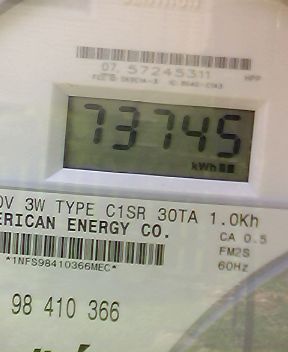 07. 57245311
HPP
73745
kWh
0V 3W TYPE C1SR 30TA 1.0Kh
ERICAN ENERGY CO.
CA 0.5
FM2S
*1NFS98410366MEC*
60Hz
98 410 366